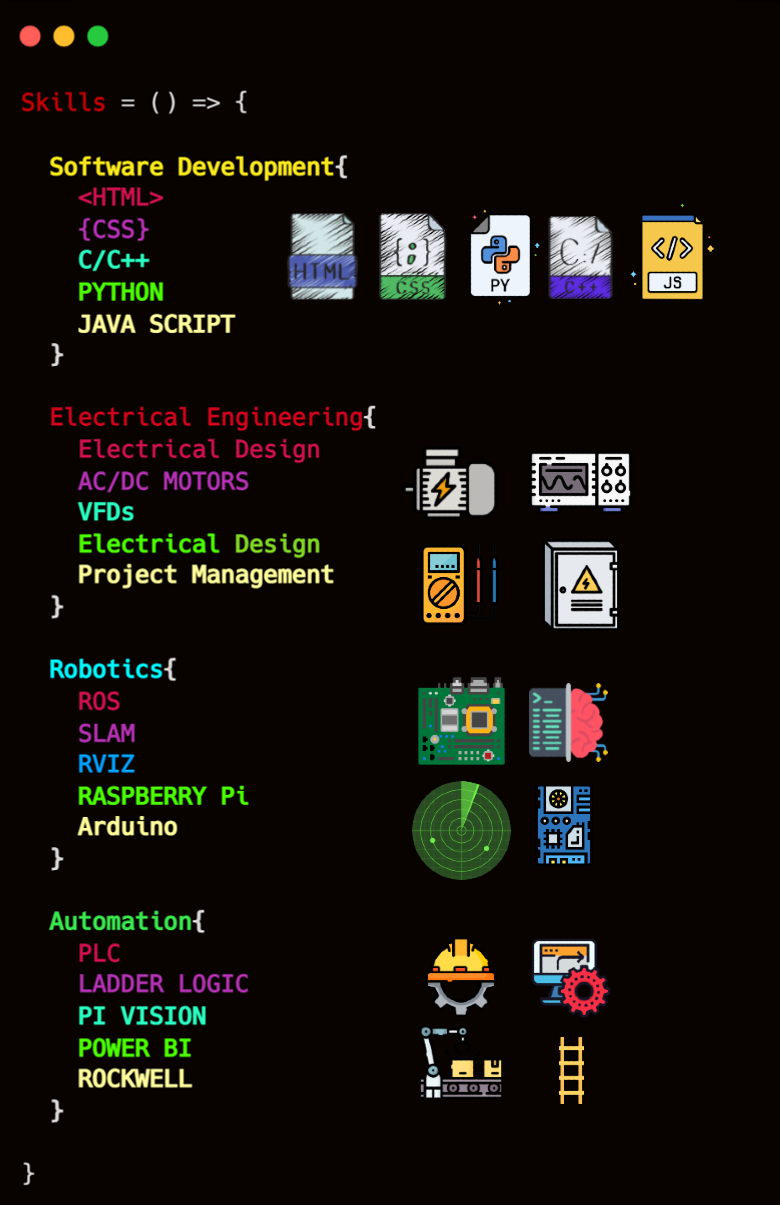 Skills = () => {
Software Development{
<HTML>
{CSS}
C/C++
PYTHON
JAVA SCRIPT
}
HTML
{;}
CSS
PY
C:/
C++
</>
JS
Electrical Engineering{
Electrical Design
AC/DC MOTORS
VFDs
Electrical Design
Project Management
}
Robotics{
ROS
SLAM
RVIZ
RASPBERRY Pi
Arduino
}
Automation{
PLC
LADDER LOGIC
PI VISION
POWER BI
ROCKWELL
}
}